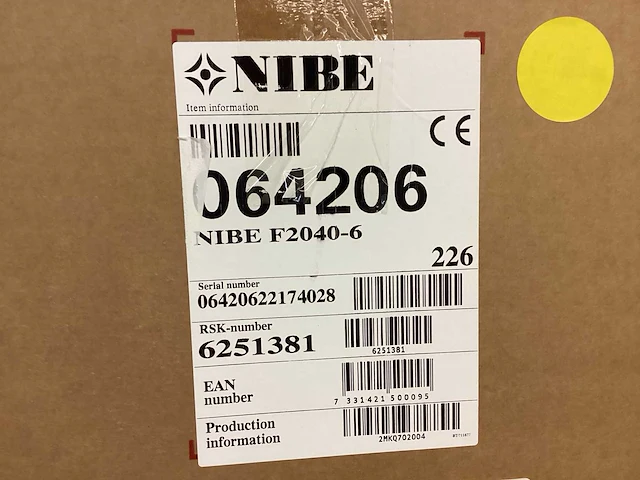 NIBE
Item information
CE
064206
NIBE F2040-6
226
Serial number
06420622174028
RSK-number
6251381
6251381
EAN
number
7 331421 500095
Production
information
2MKQ702004